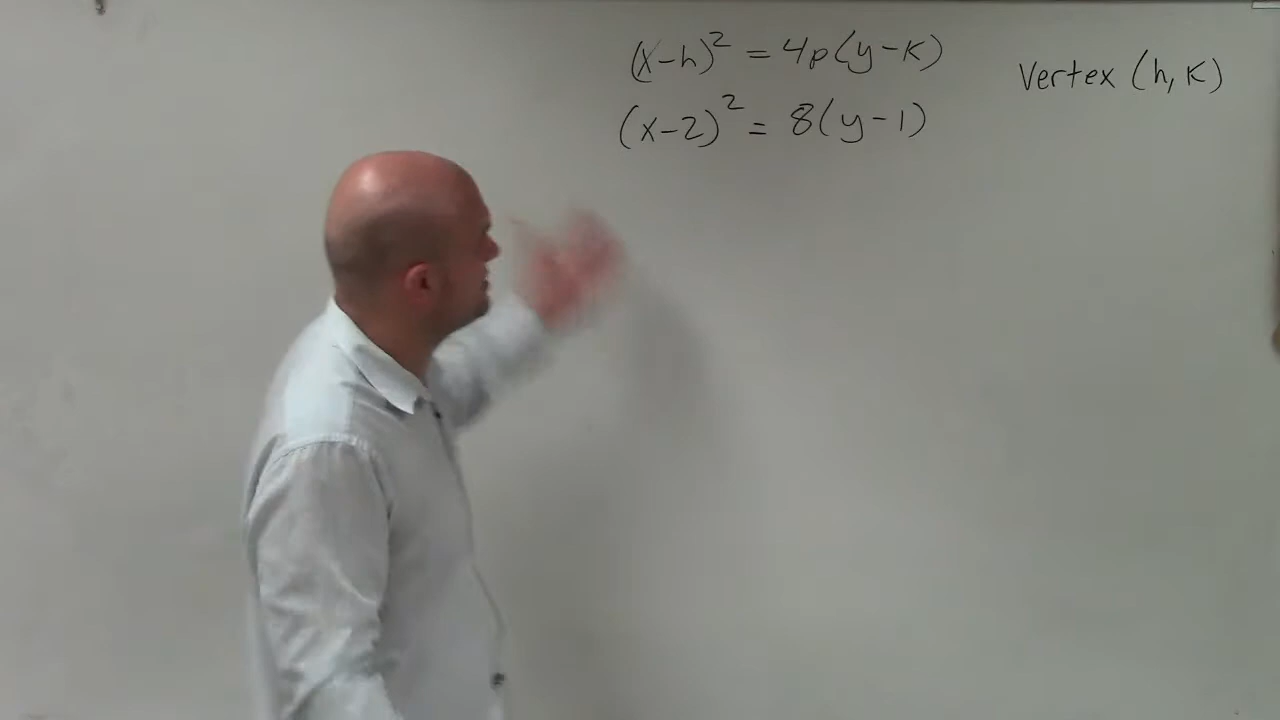 (x-h)² = 4p(y-k)
Vertex (h, k)
(x-2)² = 8(y-1)